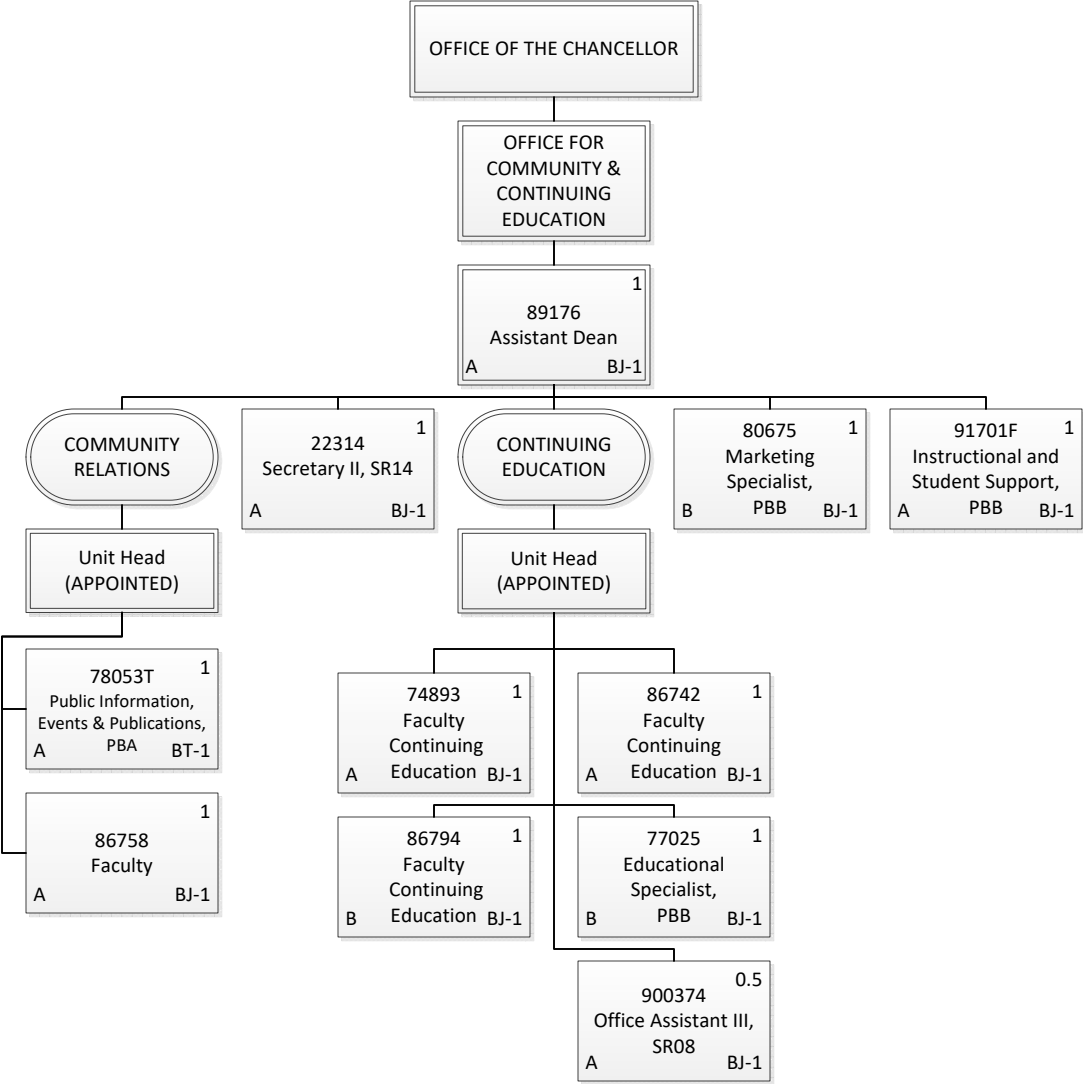 OFFICE OF THE CHANCELLOR
OFFICE FOR
COMMUNITY &
CONTINUING
EDUCATION
1
89176
Assistant Dean
A BJ-1
COMMUNITY
RELATIONS
22314 1
Secretary II, SR14
A BJ-1
CONTINUING
EDUCATION
80675 1
Marketing
Specialist,
B PBB BJ-1
91701F 1
Instructional and
Student Support,
A PBB BJ-1
Unit Head
(APPOINTED)
78053T 1
Public Information,
Events & Publications,
A PBA BT-1
1
86758
Faculty
A BJ-1
Unit Head
(APPOINTED)
74893 1
Faculty
Continuing
A Education BJ-1
86742 1
Faculty
Continuing
A Education BJ-1
86794 1
Faculty
Continuing
B Education BJ-1
77025 1
Educational
Specialist,
B PBB BJ-1
0.5
900374
Office Assistant III,
SR08
A BJ-1